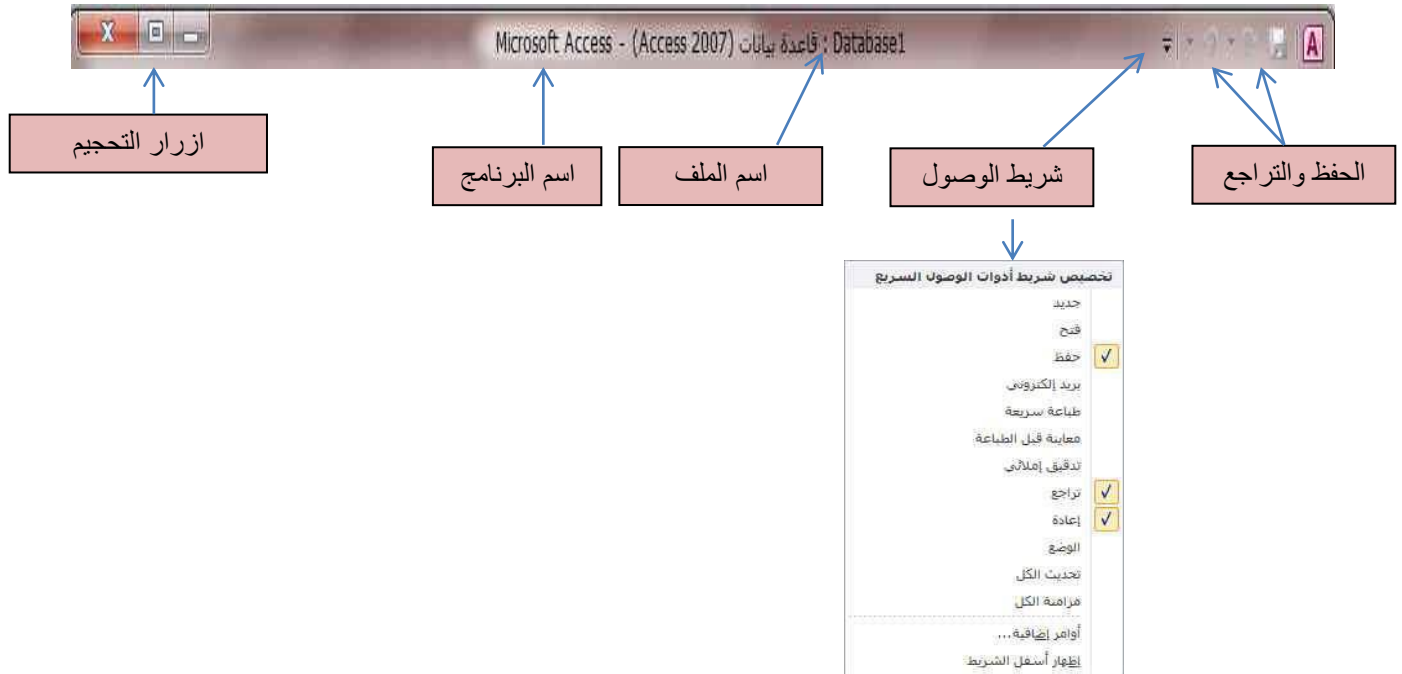 Database1 : قاعدة بيانات (Access 2007) - Microsoft Access
الحفظ والتراجع
شريط الوصول
اسم الملف
اسم البرنامج
ازرار التحجيم
تخصيص شريط أدوات الوصول السريع
جديد
فتح
حفظ
بريد إلكتروني
طباعة سريعة
معاينة قبل الطباعة
تدقيق إملائي
تراجع
إعادة
الوضع
تحديث الكل
مزامنة الكل
أوامر إضافية...
إظهار أسفل الشريط